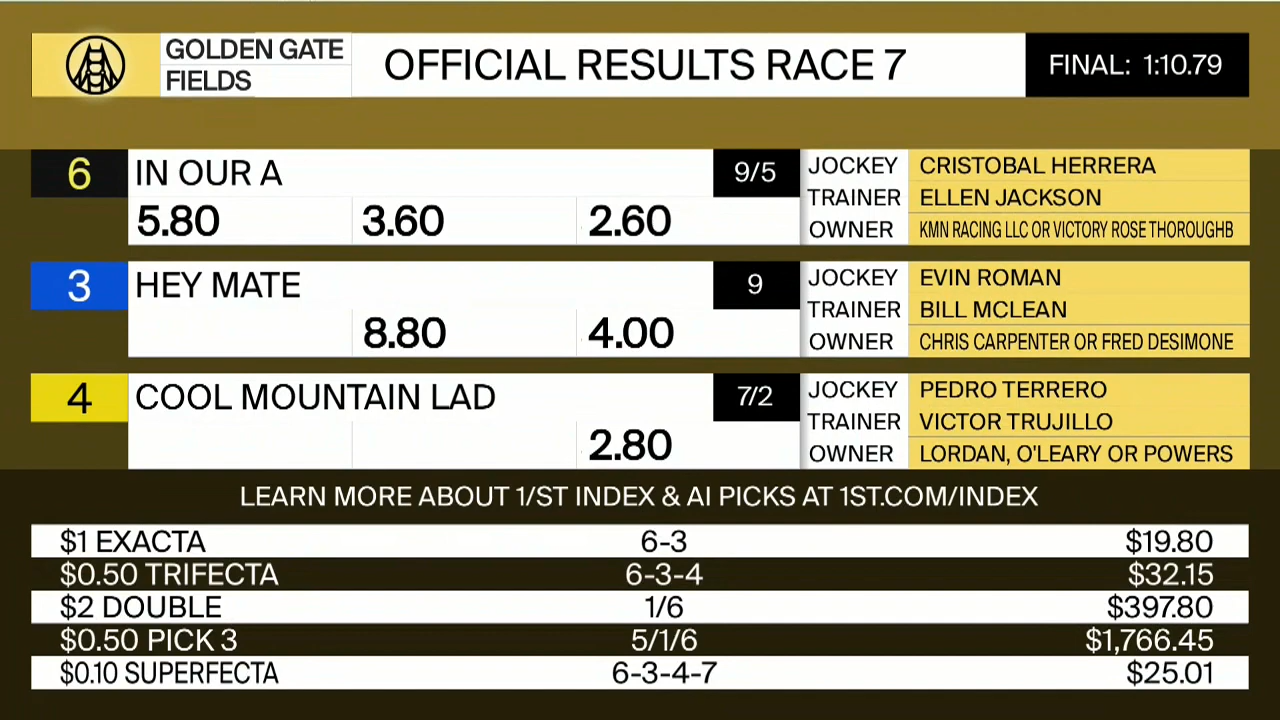 GOLDEN GATE
FIELDS
OFFICIAL RESULTS RACE 7
FINAL: 1:10.79
6 IN OUR A 9/5
5.80 3.60 2.60
JOCKEY CRISTOBAL HERRERA
TRAINER ELLEN JACKSON
OWNER KMN RACING LLC OR VICTORY ROSE THOROUGHB
3 HEY MATE 9
8.80 4.00
JOCKEY EVIN ROMAN
TRAINER BILL MCLEAN
OWNER CHRIS CARPENTER OR FRED DESIMONE
4 COOL MOUNTAIN LAD 7/2
2.80
JOCKEY PEDRO TERRERO
TRAINER VICTOR TRUJILLO
OWNER LORDAN, O'LEARY OR POWERS
LEARN MORE ABOUT 1/ST INDEX & AI PICKS AT 1ST.COM/INDEX
$1 EXACTA 6-3 $19.80
$0.50 TRIFECTA 6-3-4 $32.15
$2 DOUBLE 1/6 $397.80
$0.50 PICK 3 5/1/6 $1,766.45
$0.10 SUPERFECTA 6-3-4-7 $25.01